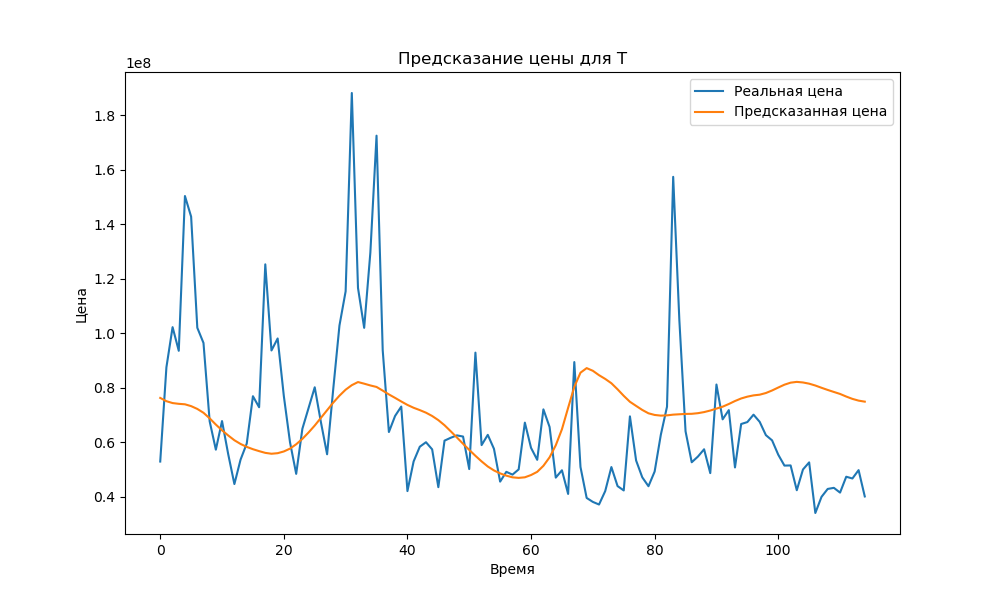 Предсказание цены для T
1e8
Реальная цена
Предсказанная цена
1.8
1.6
1.4
1.2
1.0
0.8
0.6
0.4
Цена
0 20 40 60 80 100
Время